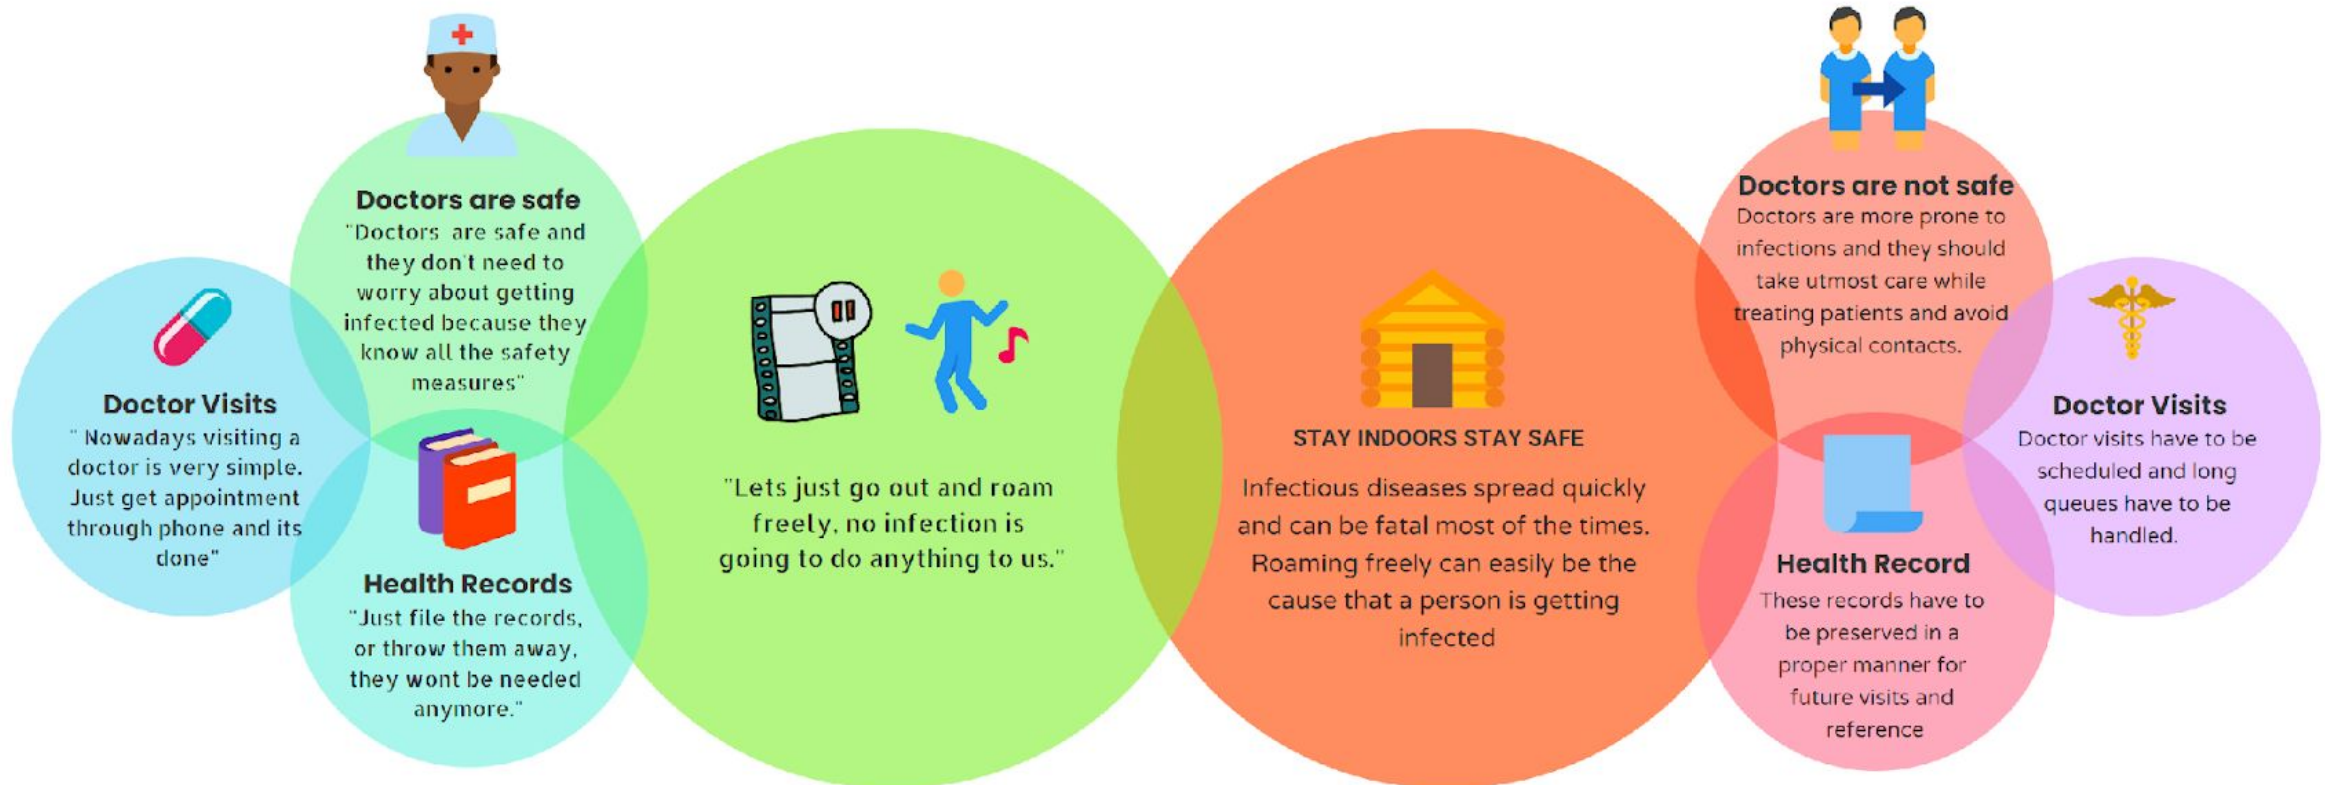 Doctor Visits
" Nowadays visiting a
doctor is very simple.
Just get appointment
through phone and its
done"
Doctors are safe
"Doctors are safe and
they don't need to
worry about getting
infected because they
know all the safety
measures"
Health Records
"Just file the records,
or throw them away,
they wont be needed
anymore."
"Lets just go out and roam
freely, no infection is
going to do anything to us."
STAY INDOORS STAY SAFE
Infectious diseases spread quickly
and can be fatal most of the times.
Roaming freely can easily be the
cause that a person is getting
infected
Doctors are not safe
Doctors are more prone to
infections and they should
take utmost care while
treating patients and avoid
physical contacts.
Health Record
These records have to
be preserved in a
proper manner for
future visits and
reference
Doctor Visits
Doctor visits have to be
scheduled and long
queues have to be
handled.